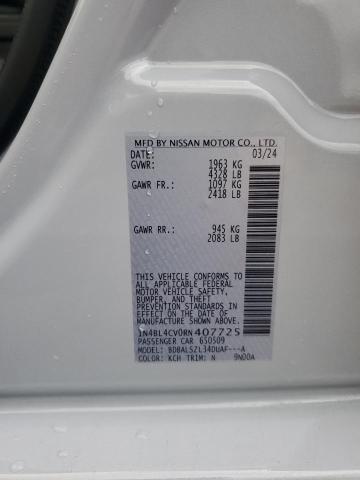 MFD BY NISSAN MOTOR CO., LTD.
DATE: 03/24
GVWR: 1963 KG
4328 LB
GAWR FR.: 1097 KG
2418 LB
GAWR RR.: 945 KG
2083 LB
THIS VEHICLE CONFORMS TO ALL
APPLICABLE FEDERAL MOTOR VEHICLE SAFETY,
BUMPER, AND THEFT
PREVENTION STANDARDS IN
EFFECT ON THE DATE OF
MANUFACTURE SHOWN ABOVE.
1N4BL4CV0RN407725
PASSENGER CAR 650509
MODEL: BDBALSZL34DUAF---A
COLOR: KCH TRIM: N 9N00A